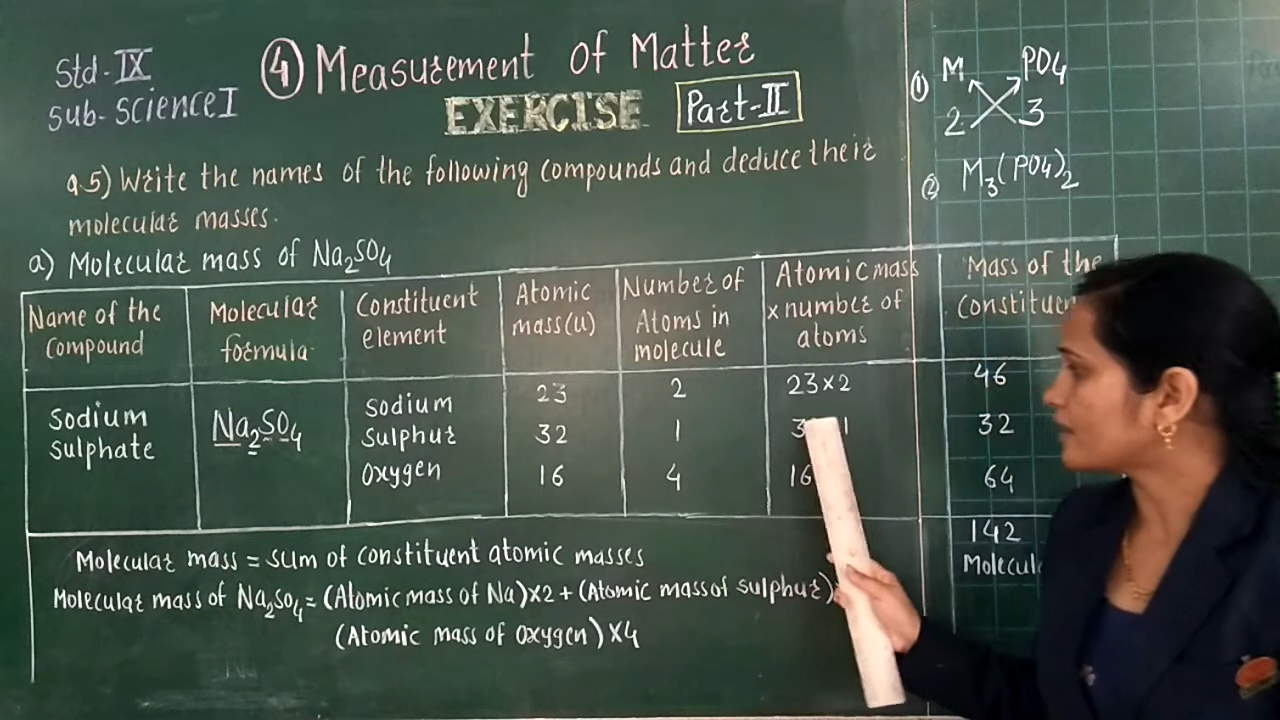 Std-IX
Sub-Science I
④ Measurement of Matter
EXERCISE Part-II
Q.5) Write the names of the following compounds and deduce their
molecular masses.
a) Molecular mass of Na₂SO₄
Name of the
compound
Molecular
formula
Constituent
element
Atomic
mass(u)
Number of
Atoms in
molecule
Atomic mass
x number of
atoms
Mass of the
Sodium
sulphate
Na₂SO₄
Sodium 23 2 23×2 46
Sulphur 32 1 1 32
Oxygen 16 4 16 64
142
Molecular mass = sum of constituent atomic masses
Molecular mass of Na₂SO₄ = (Atomic mass of Na)×2 + (Atomic mass of sulphur)
(Atomic mass of Oxygen) ×4
① M PO4
2 3
② M₃(PO4)₂